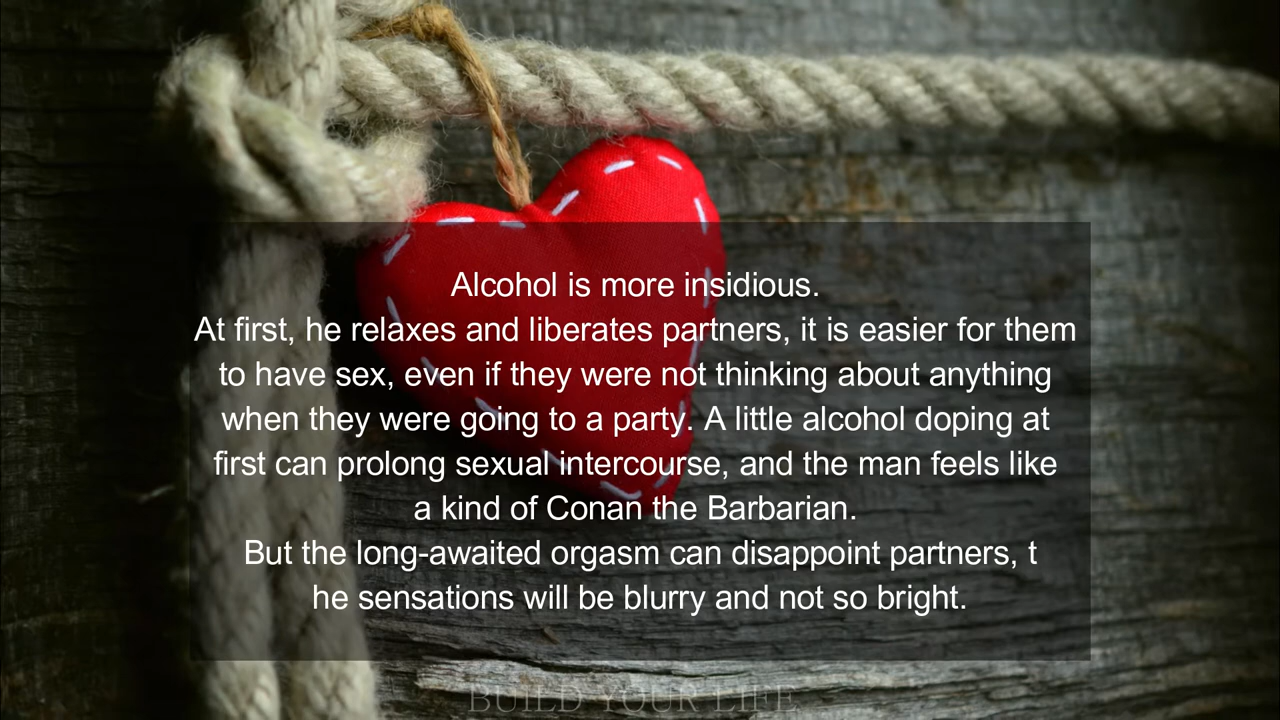 Alcohol is more insidious.
At first, he relaxes and liberates partners, it is easier for them
to have sex, even if they were not thinking about anything
when they were going to a party. A little alcohol doping at
first can prolong sexual intercourse, and the man feels like
a kind of Conan the Barbarian.
But the long-awaited orgasm can disappoint partners, t
he sensations will be blurry and not so bright.
BUILD YOUR LIFE